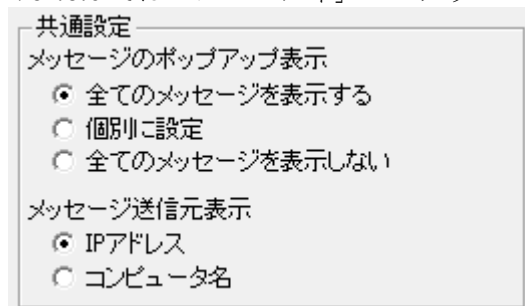 共通設定
メッセージのポップアップ表示
全てのメッセージを表示する
個別に設定
全てのメッセージを表示しない
メッセージ送信元表示
IPアドレス
コンピュータ名